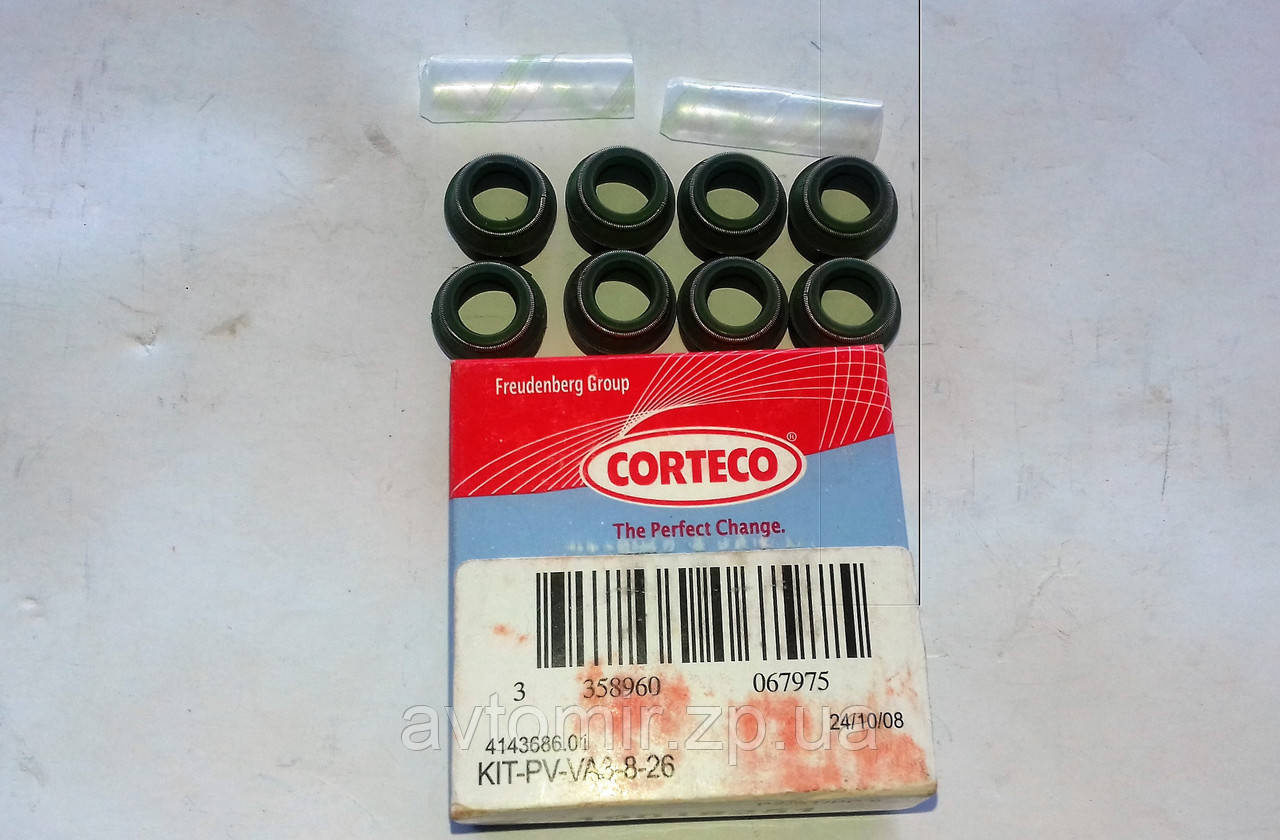 Freudenberg Group
CORTECO ®
The Perfect Change.
3 358960 067975
24/10/08
avtomir.zp.ua
4143686.01
KIT-PV-VA3-8-26